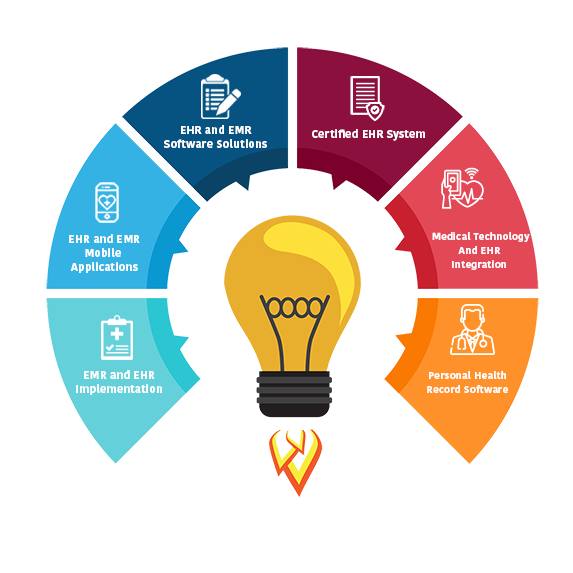 EHR and EMR
Software Solutions
Certified EHR System
EHR and EMR
Mobile
Applications
Medical Technology
And EHR
Integration
EMR and EHR
Implementation
Personal Health
Record Software